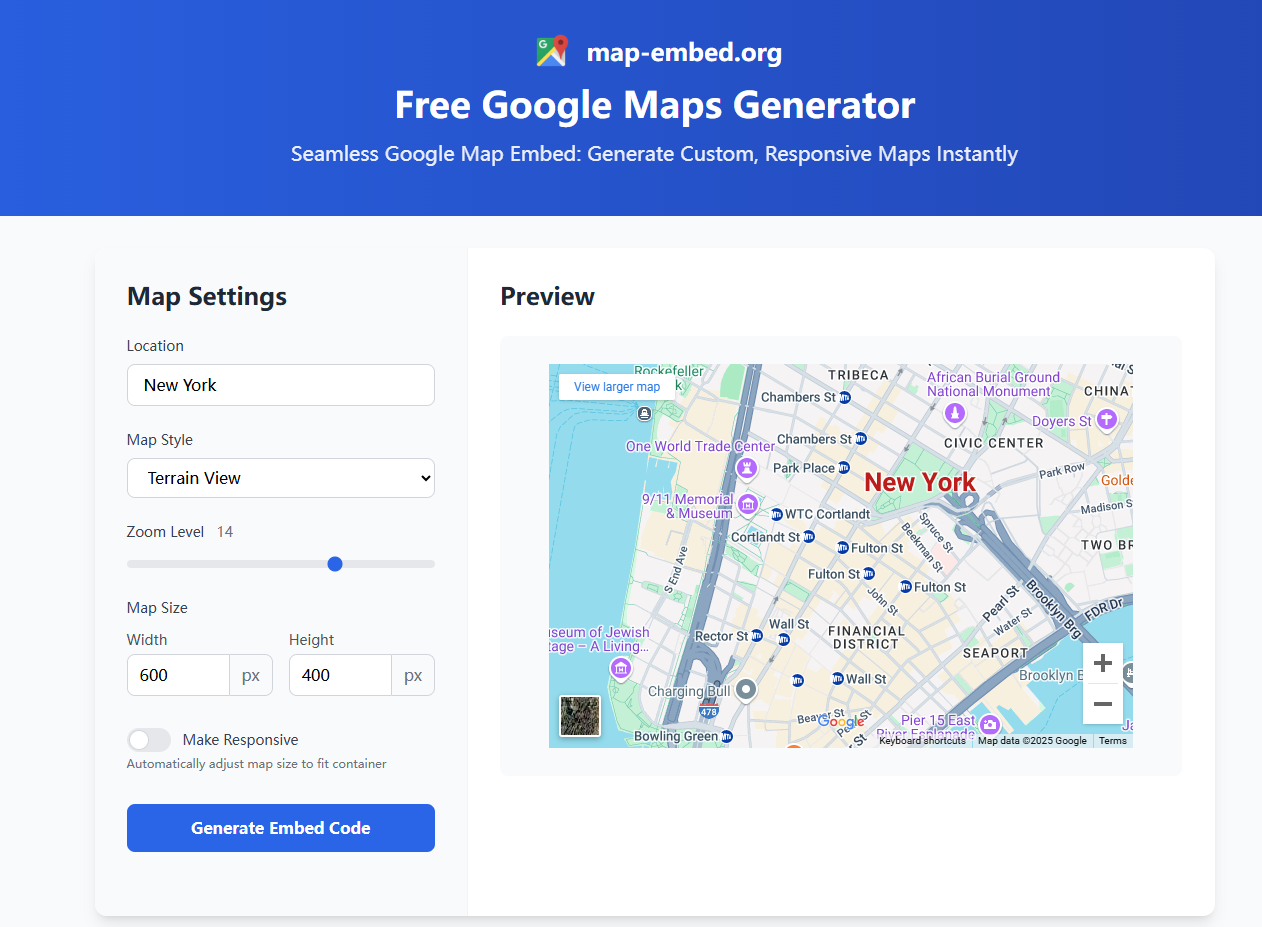 map-embed.org
Free Google Maps Generator
Seamless Google Map Embed: Generate Custom, Responsive Maps Instantly
Map Settings
Location
New York
Map Style
Terrain View
Zoom Level 14
Map Size
Width Height
600 px 400 px
Make Responsive
Automatically adjust map size to fit container
Generate Embed Code
Preview
Rockefeller
k
View larger map
TRIBECA
African Burial Ground
National Monument
CHINAT
Chambers St
Doyers St
Chambers St
CIVIC CENTER
One World Trade Center
Park Place
Park Row
New York
Golde
9/11 Memorial
& Museum
WTC Cortlandt
Madison S
Spruce St
Cortlandt St
Beekman St
Fulton St
TWO BR
S End Ave
Fulton St
Fulton St
John St
Pearl St
Brooklyn Brg
FDR Dr
Water St
Wall St
useum of Jewish
tage – A Living...
Rector St
FINANCIAL
DISTRICT
SEAPORT
Brooklyn B
Wall St
Charging Bull
478
Beaver St
Google
Pier 15 East
River Esplanade
Ja
Bowling Green
Pearl St
Keyboard shortcuts
Map data ©2025 Google
Terms